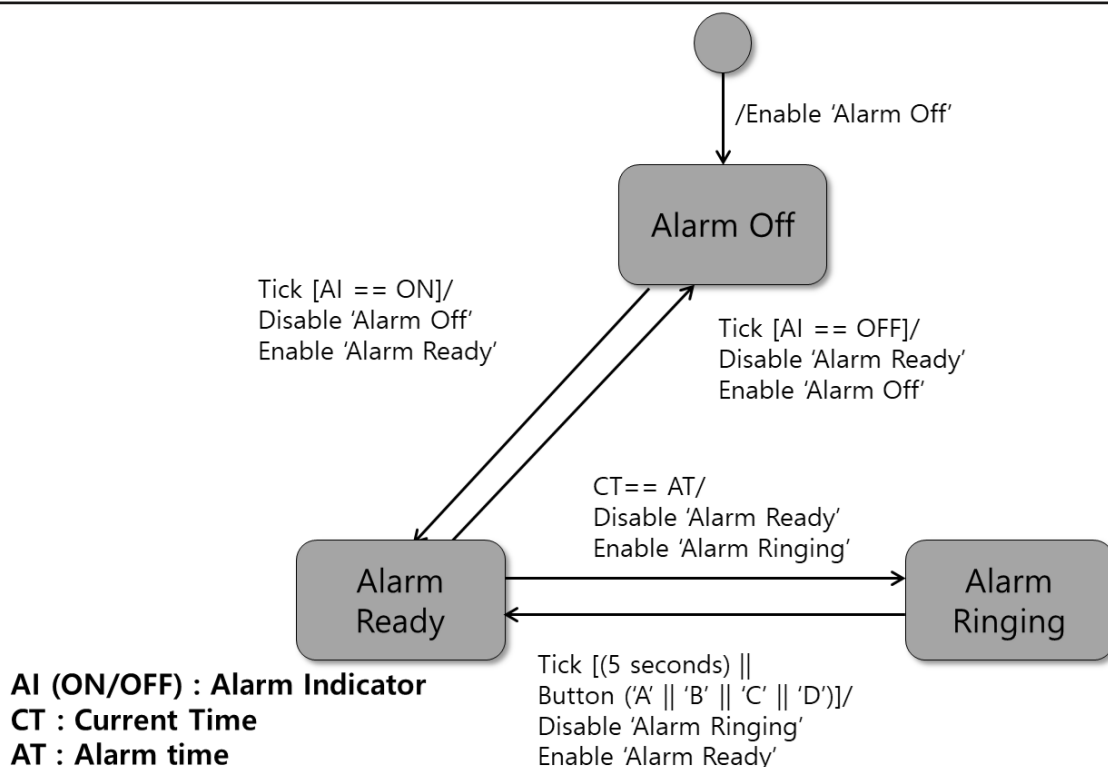 /Enable ‘Alarm Off’
Alarm Off
Tick [AI == ON]/
Disable ‘Alarm Off’
Enable ‘Alarm Ready’
Tick [AI == OFF]/
Disable ‘Alarm Ready’
Enable ‘Alarm Off’
CT== AT/
Disable ‘Alarm Ready’
Enable ‘Alarm Ringing’
Alarm
Ready
Alarm
Ringing
Tick [(5 seconds) ||
Button (‘A’ || ‘B’ || ‘C’ || ‘D’)]/
Disable ‘Alarm Ringing’
Enable ‘Alarm Ready’
AI (ON/OFF) : Alarm Indicator
CT : Current Time
AT : Alarm time